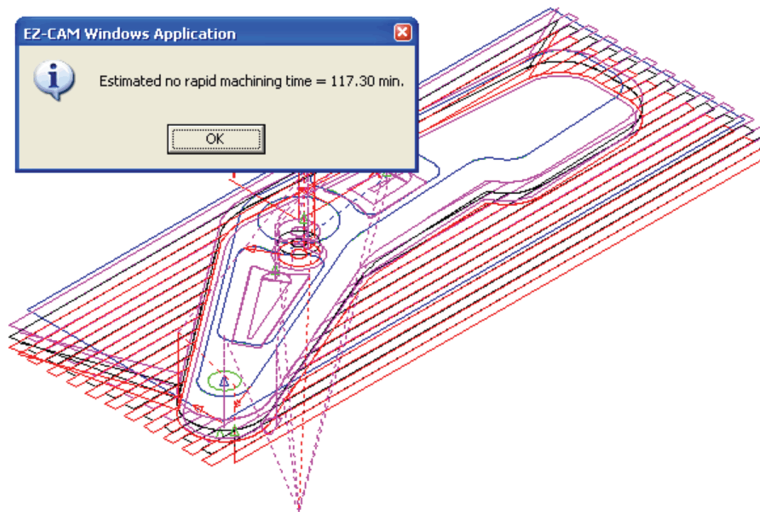 EZ-CAM Windows Application
Estimated no rapid machining time = 117.30 min.
OK